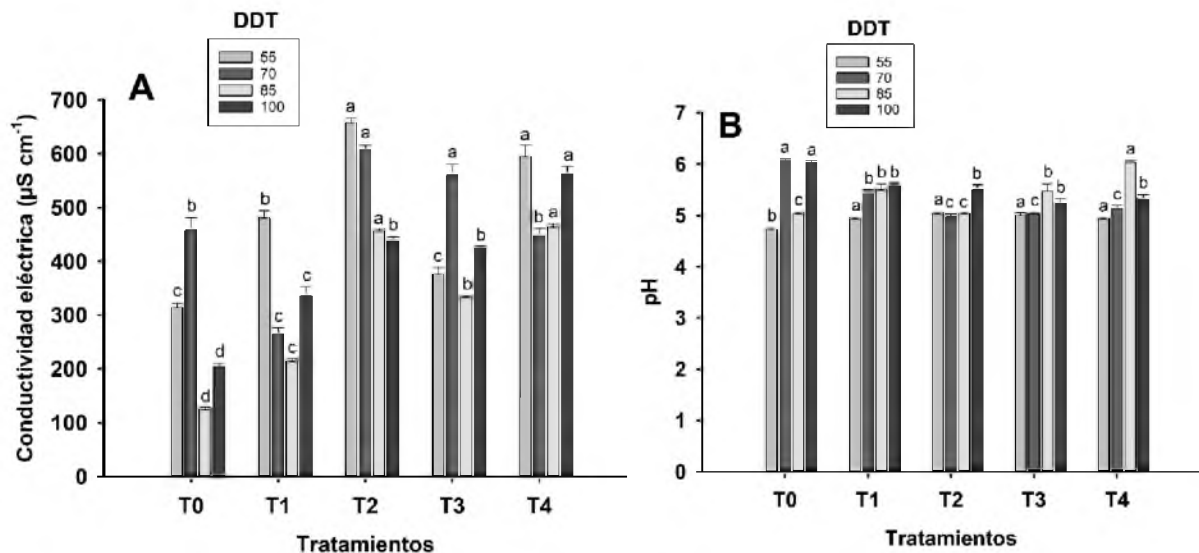 DDT
55
70
85
100
A
700
600
500
400
300
200
100
0
Conductividad eléctrica (µS cm-1)
c b d d
b c c c
a a a b
c a b b
a b a a
T0 T1 T2 T3 T4
Tratamientos
DDT
55
70
85
100
B
7
6
5
4
3
2
1
0
pH
b a c a
a b b b
a c c b
a c b b
a c a b
T0 T1 T2 T3 T4
Tratamientos